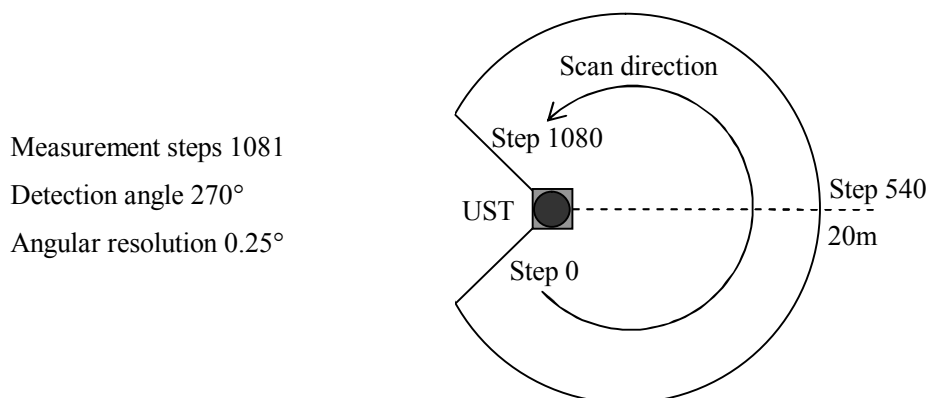 Measurement steps 1081
Detection angle 270°
Angular resolution 0.25°
Scan direction
Step 1080
UST
Step 540
20m
Step 0